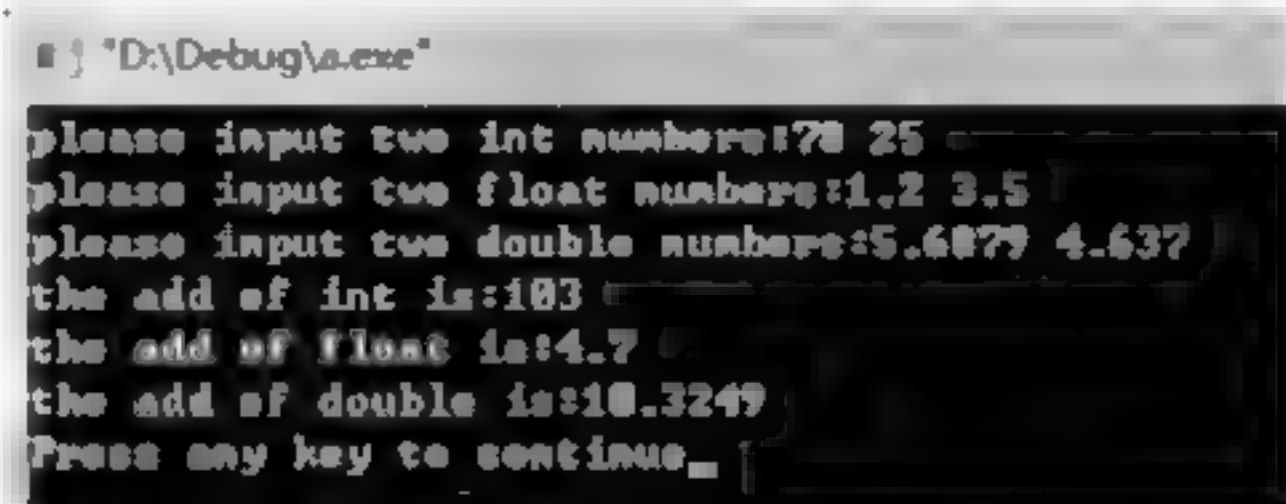 "D:\Debug\a.exe"
please input two int numbers:78 25
please input two float numbers:1.2 3.5
please input two double numbers:5.6879 4.637
the add of int is:103
the add of float is:4.7
the add of double is:10.3249
Press any key to continue_